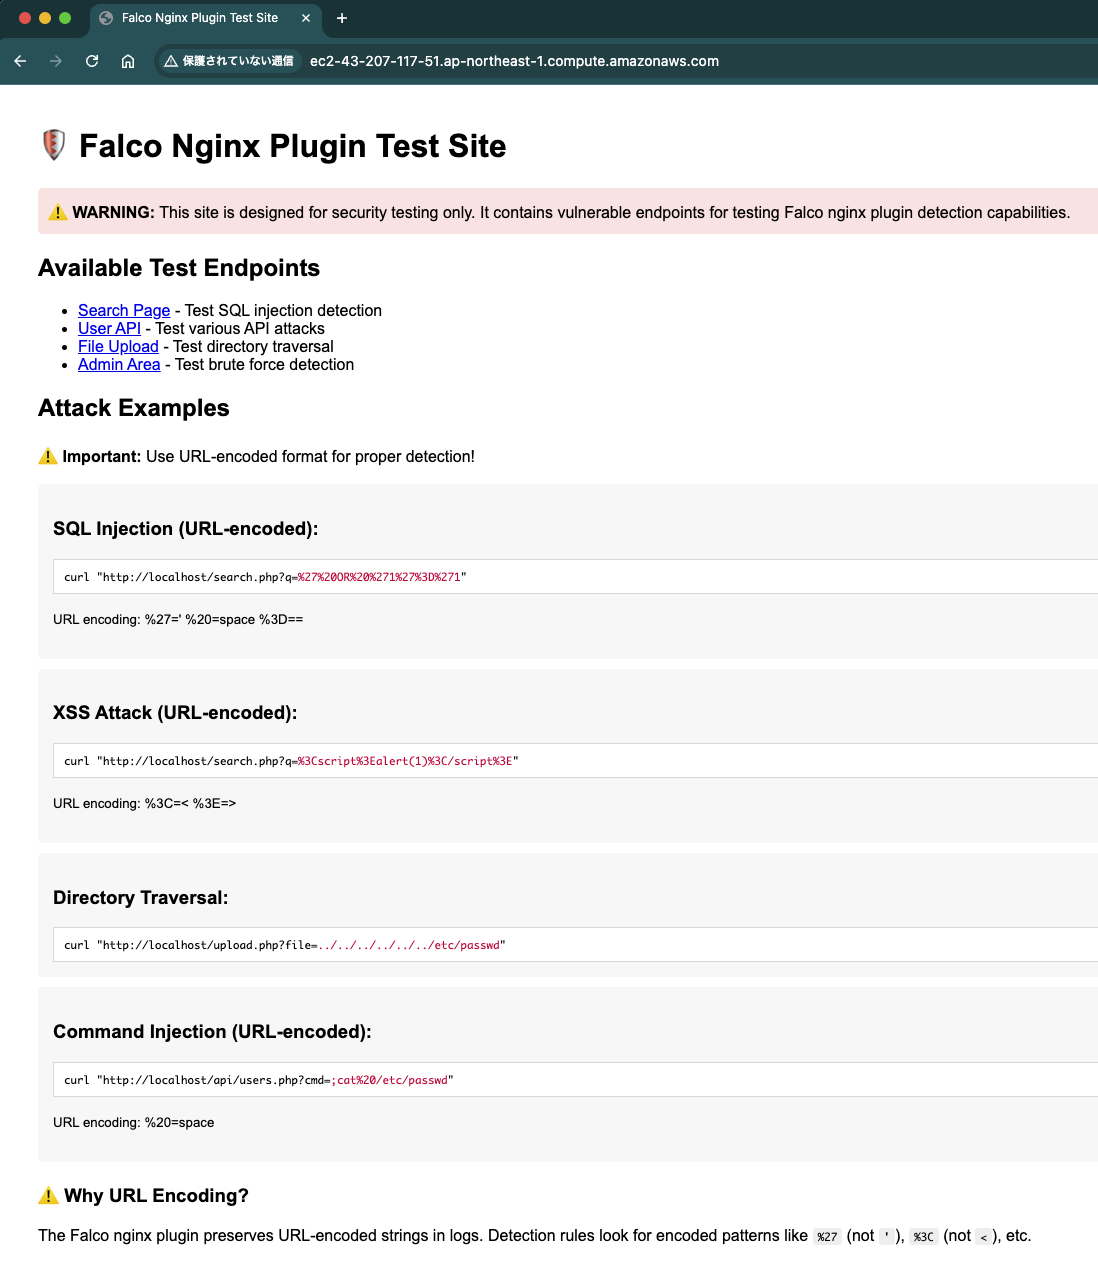 Falco Nginx Plugin Test Site
保護されていない通信 ec2-43-207-117-51.ap-northeast-1.compute.amazonaws.com
Falco Nginx Plugin Test Site
WARNING: This site is designed for security testing only. It contains vulnerable endpoints for testing Falco nginx plugin detection capabilities.
Available Test Endpoints
• Search Page - Test SQL injection detection
• User API - Test various API attacks
• File Upload - Test directory traversal
• Admin Area - Test brute force detection
Attack Examples
Important: Use URL-encoded format for proper detection!
SQL Injection (URL-encoded):
curl "http://localhost/search.php?q=%27%20OR%20%271%27%3D%271"
URL encoding: %27=' %20=space %3D==
XSS Attack (URL-encoded):
curl "http://localhost/search.php?q=%3Cscript%3Ealert(1)%3C/script%3E"
URL encoding: %3C=< %3E=>
Directory Traversal:
curl "http://localhost/upload.php?file=../../../../../../etc/passwd"
Command Injection (URL-encoded):
curl "http://localhost/api/users.php?cmd=;cat%20/etc/passwd"
URL encoding: %20=space
Why URL Encoding?
The Falco nginx plugin preserves URL-encoded strings in logs. Detection rules look for encoded patterns like %27 (not '), %3C (not <), etc.